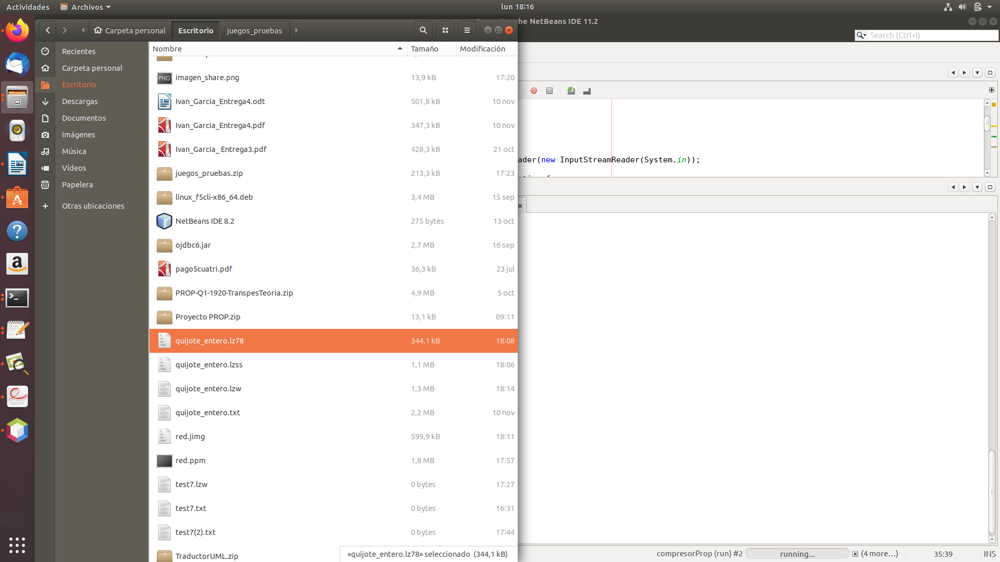 Actividades
Archivos
lun 18:16
Apache NetBeans IDE 11.2
Carpeta personal
Escritorio
juegos_pruebas
Search (Ctrl+I)
Recientes
Carpeta personal
Escritorio
Descargas
Documentos
Imágenes
Música
Vídeos
Papelera
Otras ubicaciones
Nombre Tamaño Modificación
imagen_share.png 13,9 kB 17:20
Ivan_Garcia_Entrega4.odt 501,8 kB 10 nov
Ivan_Garcia_Entrega4.pdf 347,3 kB 10 nov
Ivan_Garcia_ Entrega3.pdf 428,3 kB 21 oct
juegos_pruebas.zip 213,3 kB 17:23
linux_f5cli-x86_64.deb 3,4 MB 15 sep
NetBeans IDE 8.2 275 bytes 13 oct
ojdbc6.jar 2,7 MB 16 sep
pago5cuatri.pdf 36,3 kB 23 jul
PROP-Q1-1920-TranspesTeoria.zip 4,9 MB 5 oct
Proyecto PROP.zip 13,1 kB 09:11
quijote_entero.lz78 344,1 kB 18:08
quijote_entero.lzss 1,1 MB 18:06
quijote_entero.lzw 1,3 MB 18:14
quijote_entero.txt 2,2 MB 10 nov
red.jimg 599,9 kB 18:11
red.ppm 1,8 MB 17:57
test7.lzw 0 bytes 17:27
test7.txt 0 bytes 16:31
test7(2).txt 0 bytes 17:44
TraductorUML.zip
«quijote_entero.lz78» seleccionado (344,1 kB)
ader(new InputStreamReader(System.in));
compresorProp (run) #2
running...
(4 more...)
35:39
INS